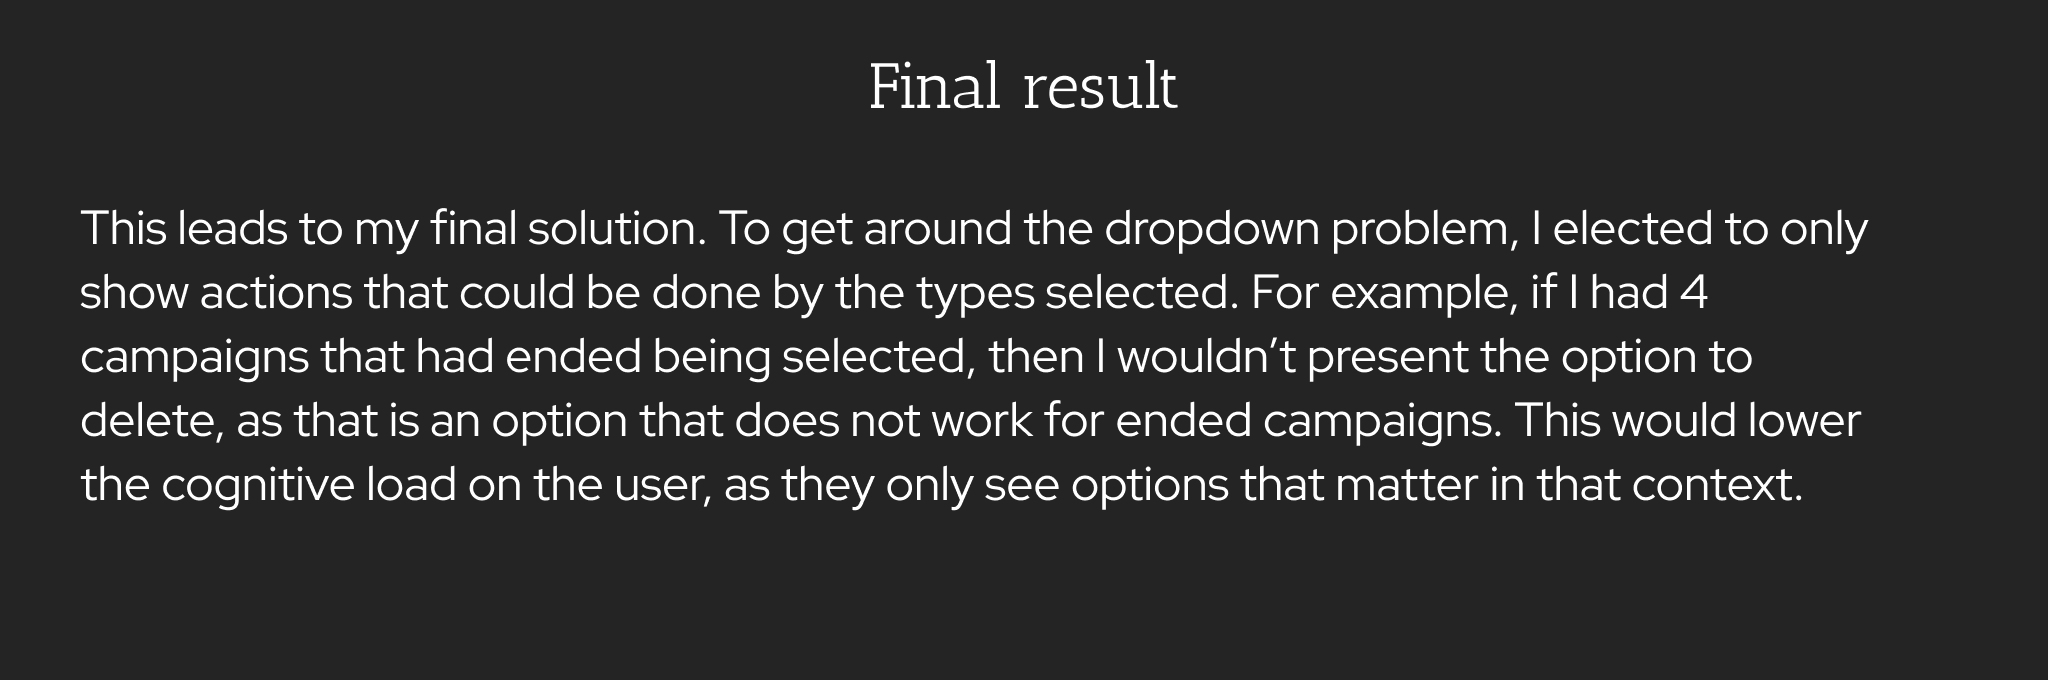 Final result
This leads to my final solution. To get around the dropdown problem, I elected to only
show actions that could be done by the types selected. For example, if I had 4
campaigns that had ended being selected, then I wouldn’t present the option to
delete, as that is an option that does not work for ended campaigns. This would lower
the cognitive load on the user, as they only see options that matter in that context.